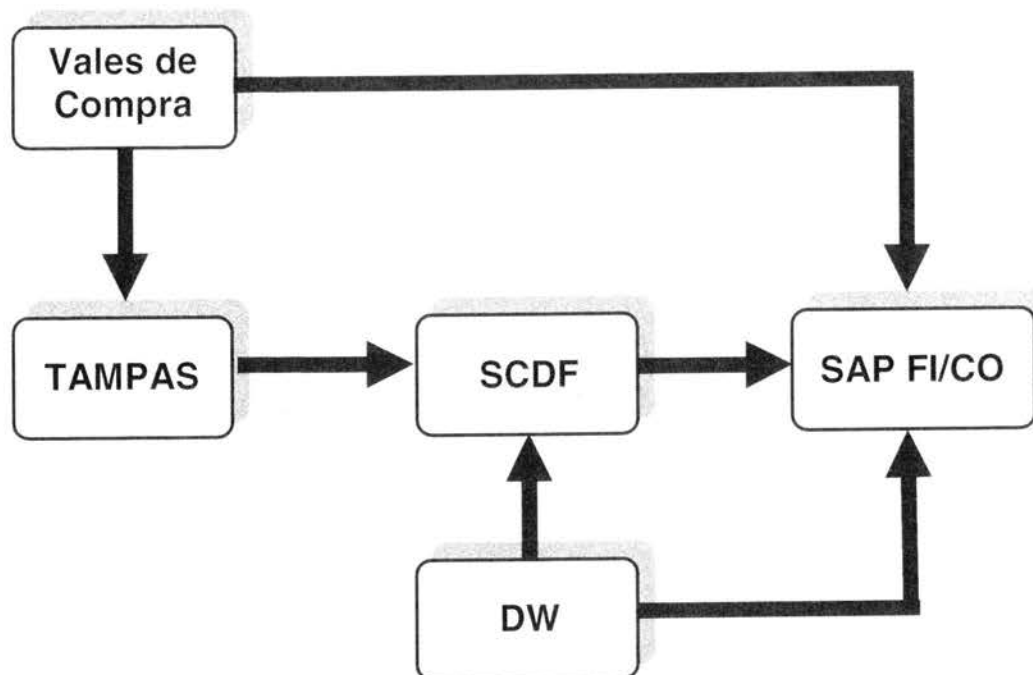 Vales de
Compra
TAMPAS
SCDF
SAP FI/CO
DW